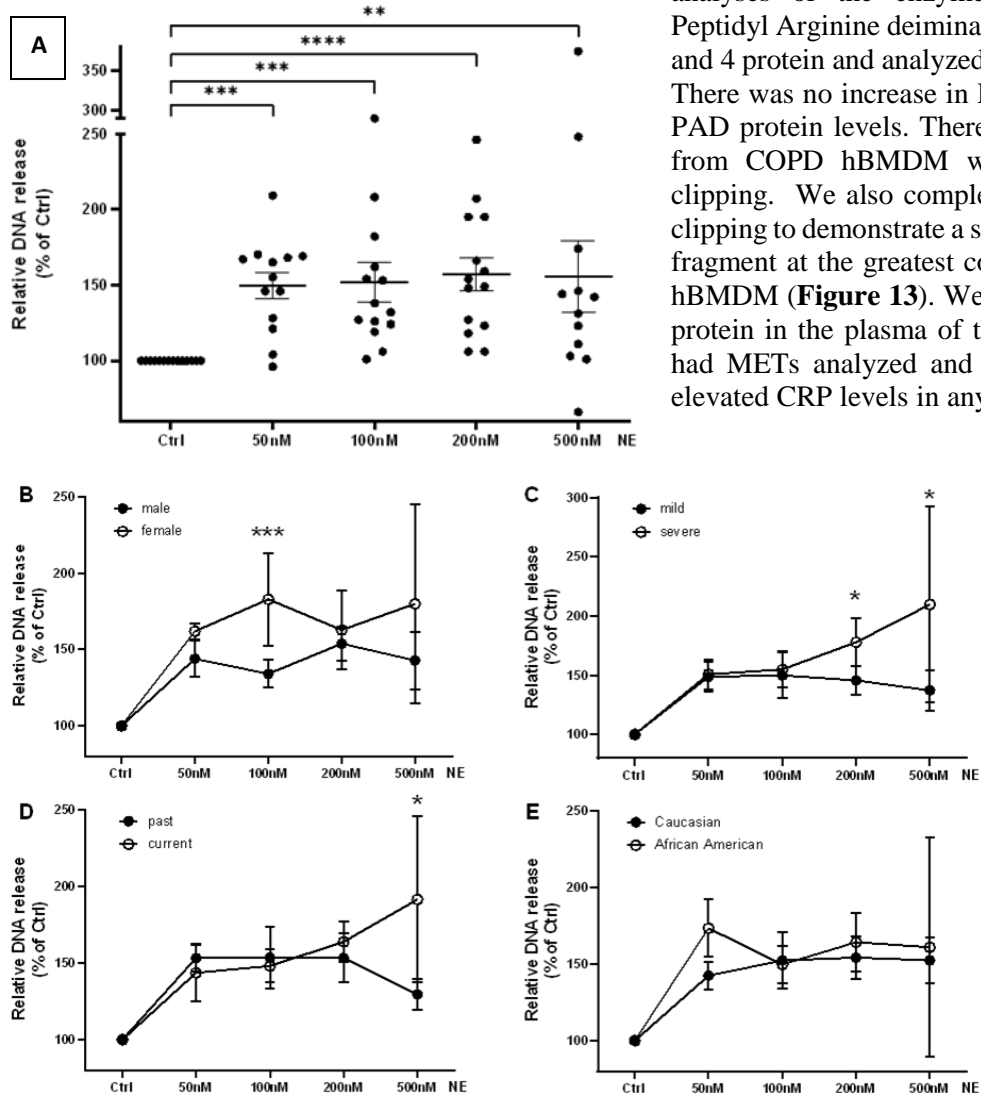 analyses of the enzyme
Peptidyl Arginine deimina
and 4 protein and analyzed
There was no increase in
PAD protein levels. There
from COPD hBMDM w
clipping. We also comple
clipping to demonstrate a s
fragment at the greatest co
hBMDM (Figure 13). We
protein in the plasma of t
had METs analyzed and
elevated CRP levels in any
A
**
****
***
***
Relative DNA release
(% of Ctrl)
350
300
250
200
150
100
Ctrl 50nM 100nM 200nM 500nM NE
B
male
female
***
Relative DNA release
(% of Ctrl)
250
200
150
100
Ctrl 50nM 100nM 200nM 500nM NE
C
mild
severe
*
*
Relative DNA release
(% of Ctrl)
300
250
200
150
100
Ctrl 50nM 100nM 200nM 500nM NE
D
past
current
*
Relative DNA release
(% of Ctrl)
250
200
150
100
Ctrl 50nM 100nM 200nM 500nM NE
E
Caucasian
African American
Relative DNA release
(% of Ctrl)
250
200
150
100
Ctrl 50nM 100nM 200nM 500nM NE